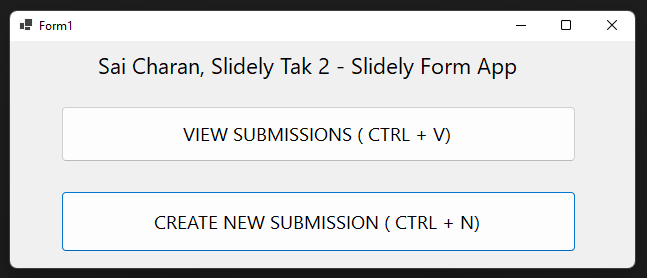 Form1
Sai Charan, Slidely Tak 2 - Slidely Form App
VIEW SUBMISSIONS ( CTRL + V)
CREATE NEW SUBMISSION ( CTRL + N)